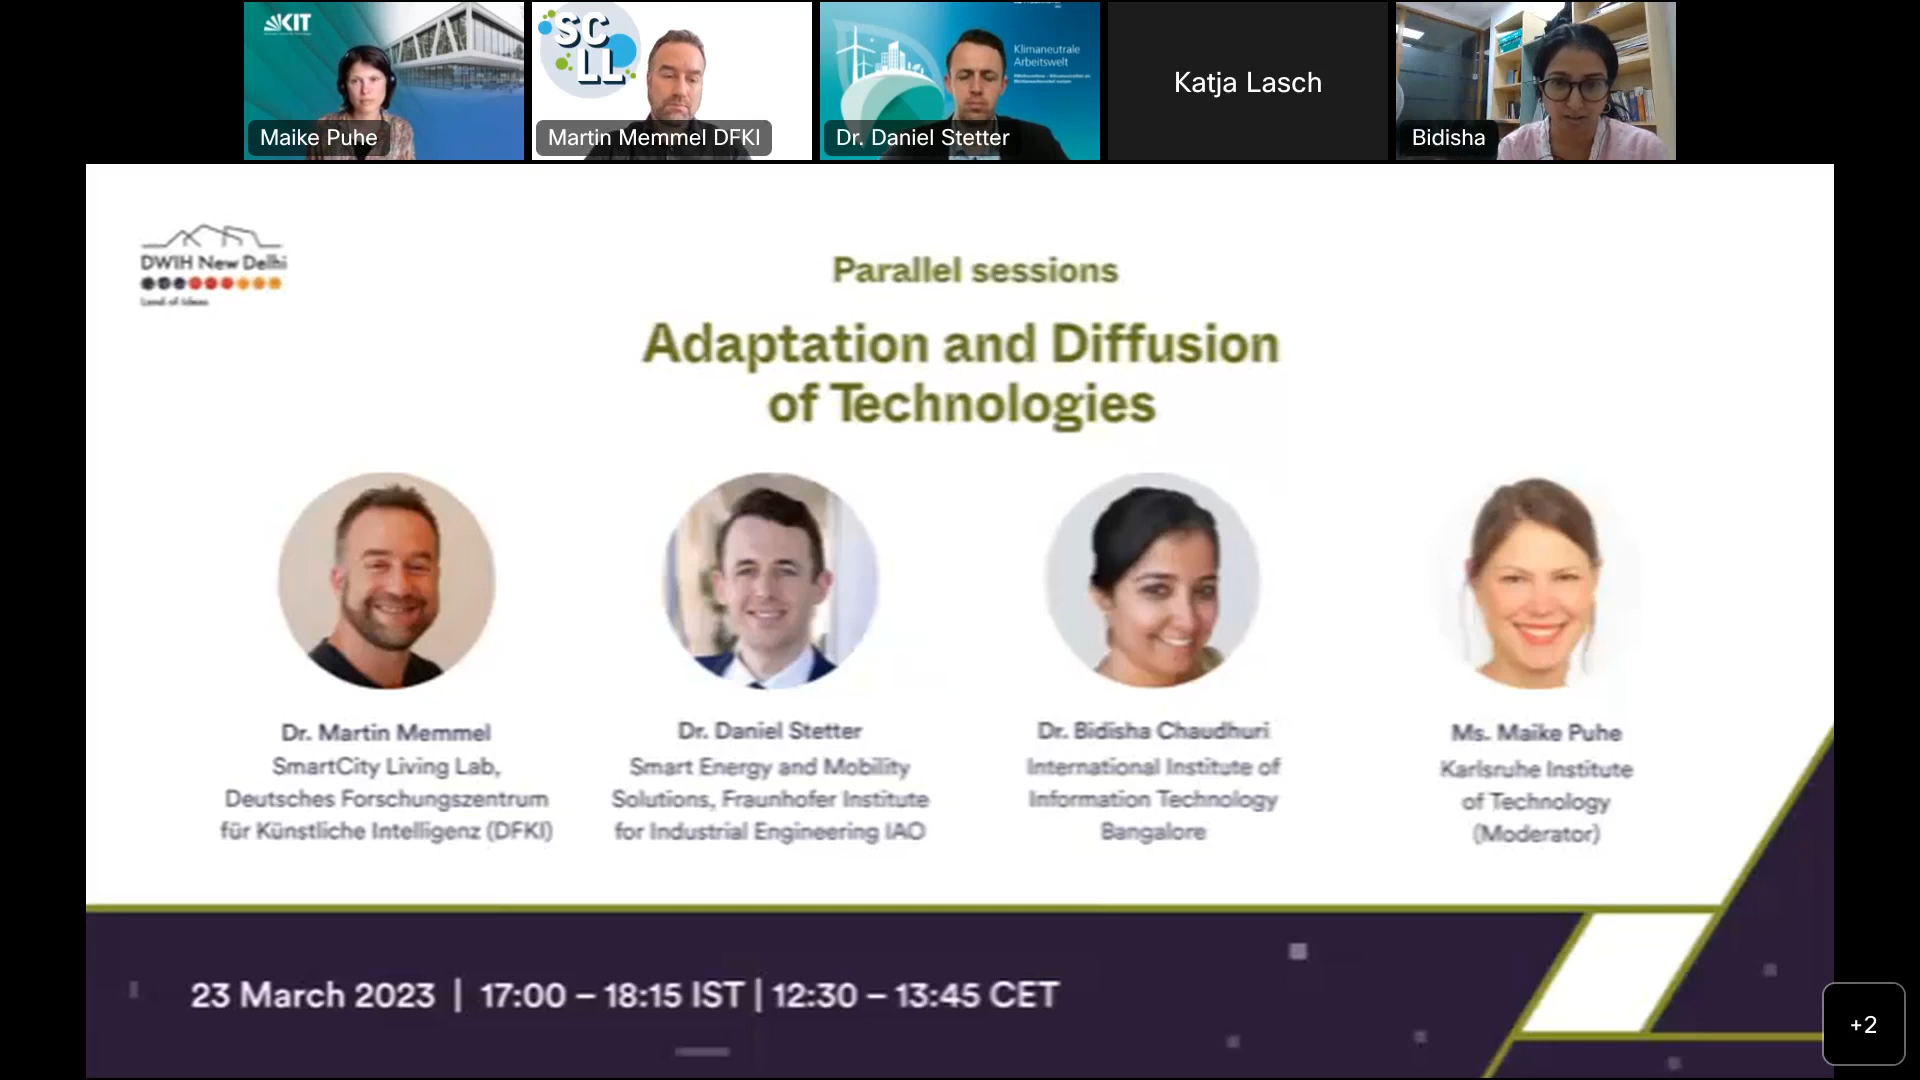 KIT
Maike Puhe
SC
LL
Martin Memmel DFKI
Klimaneutrale
Arbeitswelt
Dr. Daniel Stetter
Katja Lasch
Bidisha
DWIH New Delhi
Land of Ideas
Parallel sessions
Adaptation and Diffusion
of Technologies
Dr. Martin Memmel
SmartCity Living Lab,
Deutsches Forschungszentrum
für Künstliche Intelligenz (DFKI)
Dr. Daniel Stetter
Smart Energy and Mobility
Solutions, Fraunhofer Institute
for Industrial Engineering IAO
Dr. Bidisha Chaudhuri
International Institute of
Information Technology
Bangalore
Ms. Maike Puhe
Karlsruhe Institute
of Technology
(Moderator)
23 March 2023 | 17:00 – 18:15 IST | 12:30 – 13:45 CET
+2